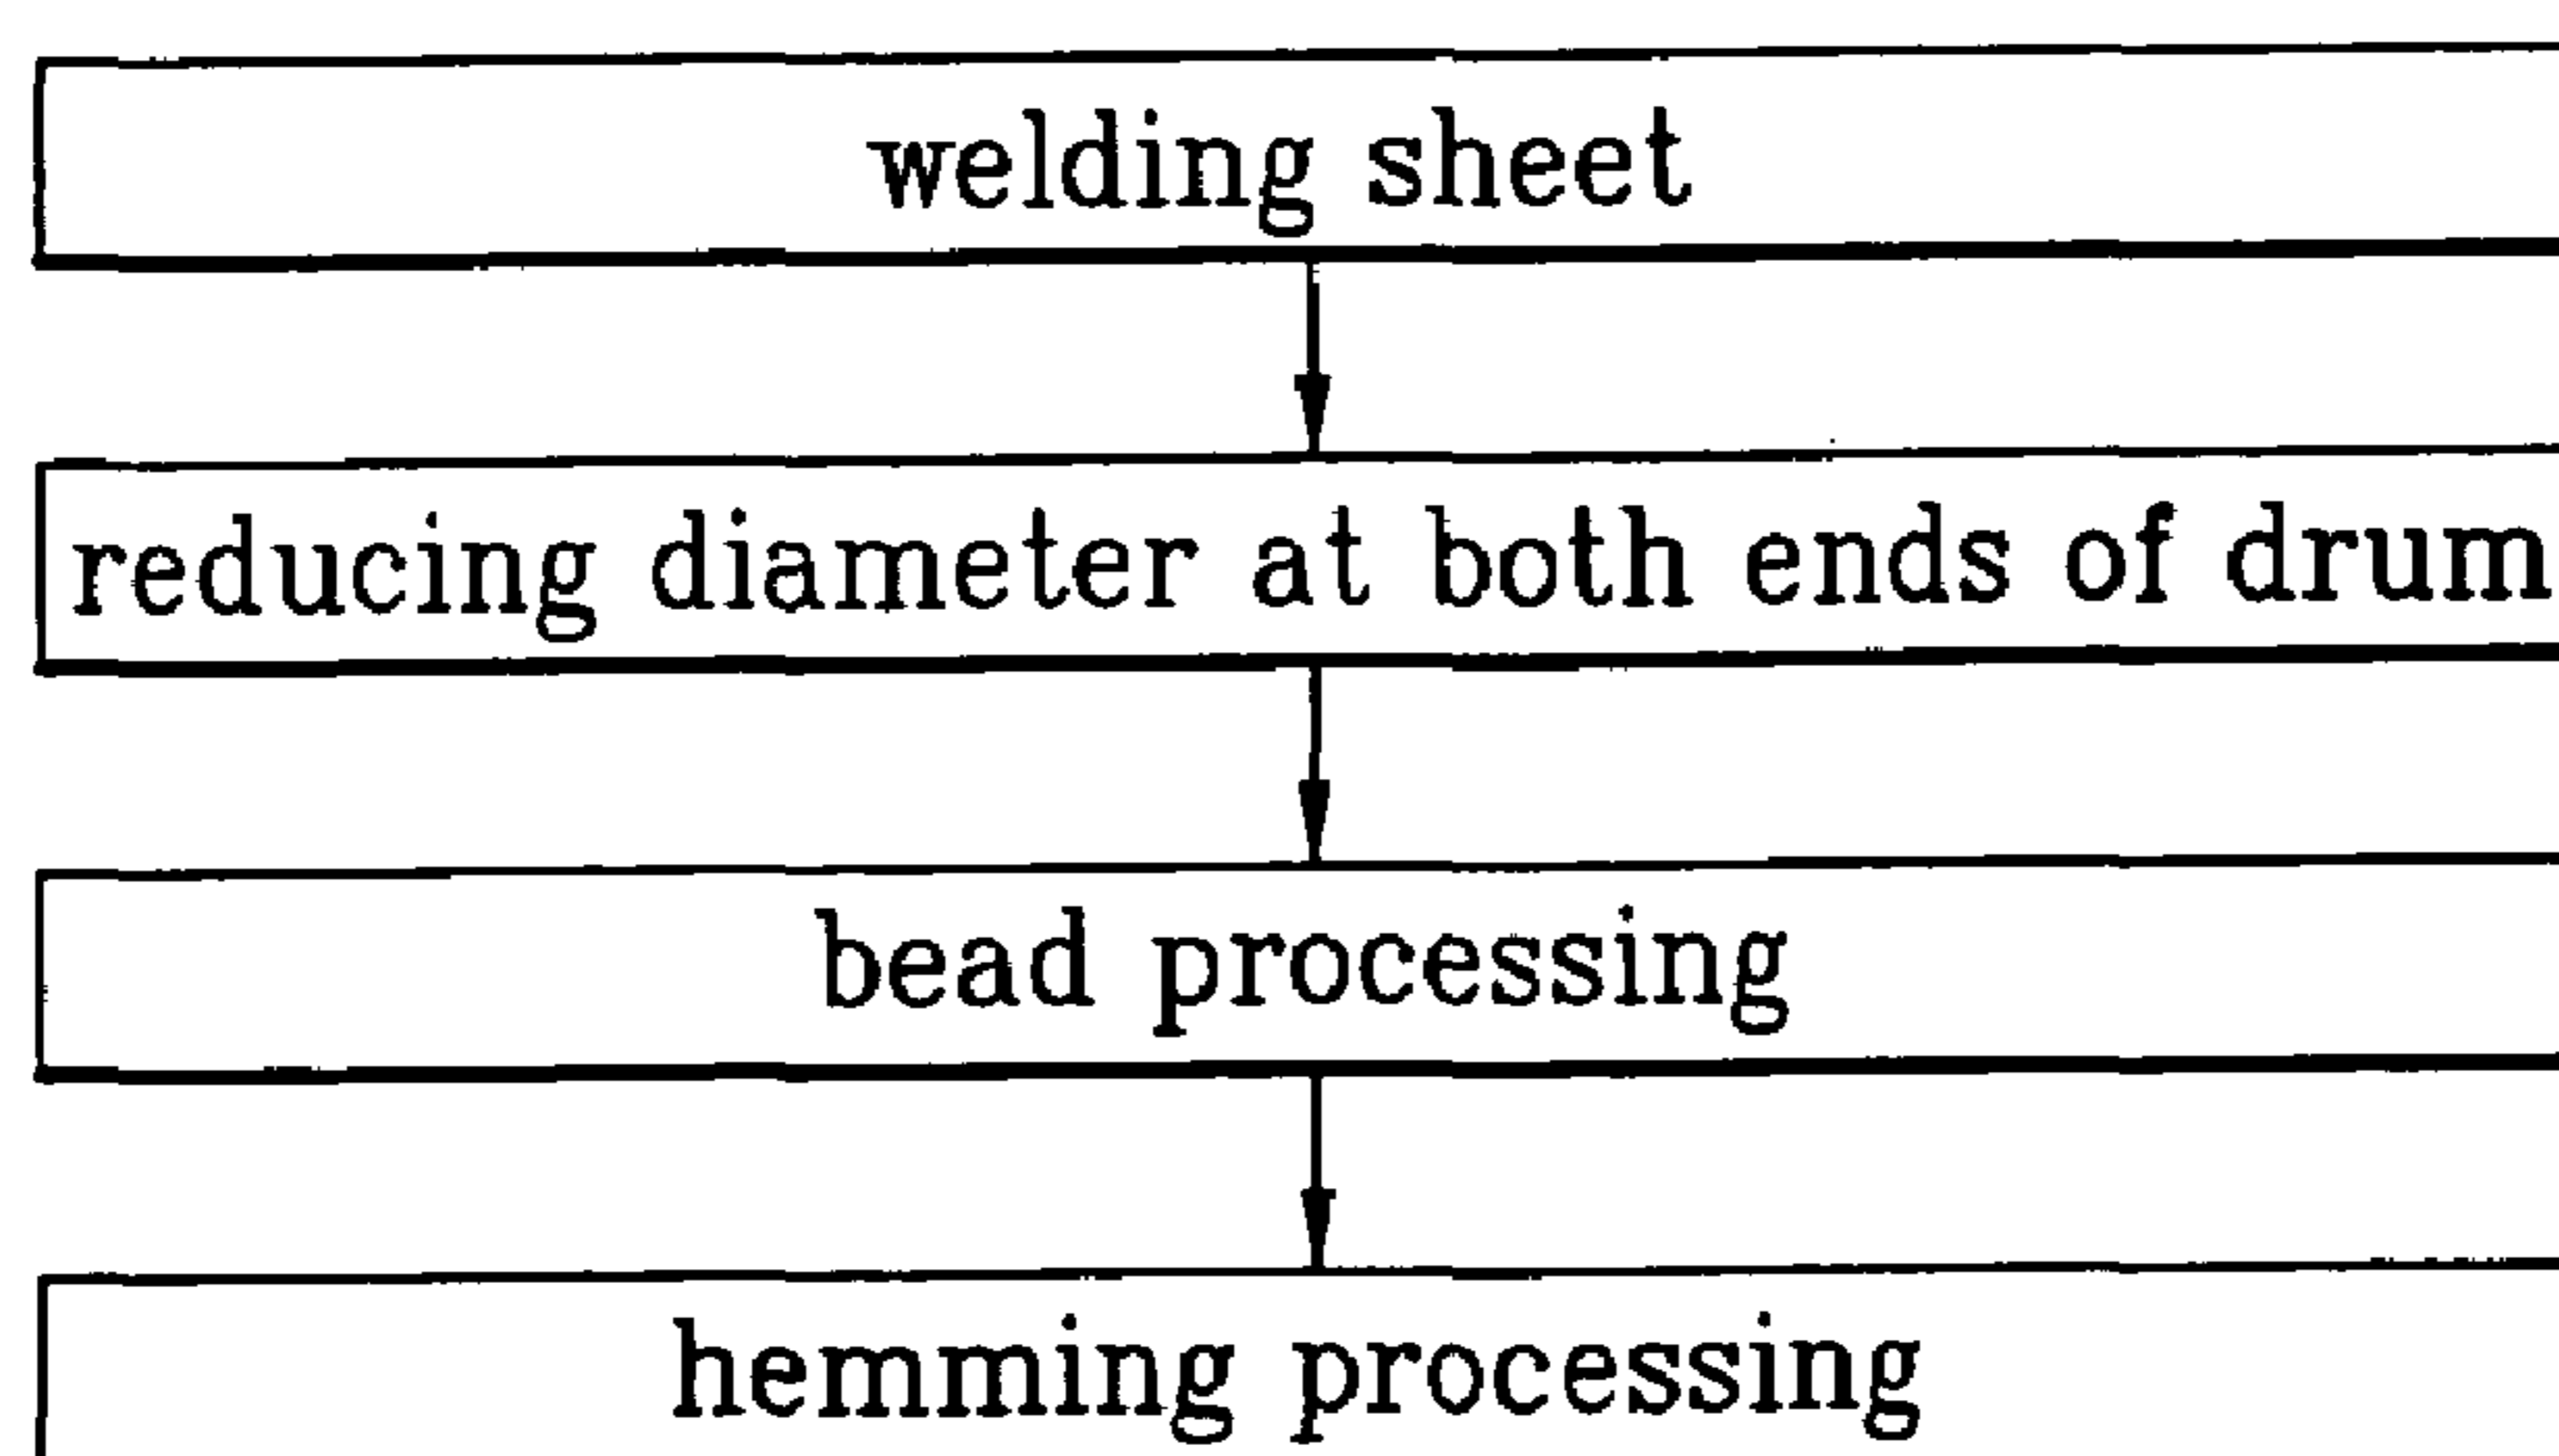 welding sheet
reducing diameter at both ends of drum
bead processing
hemming processing